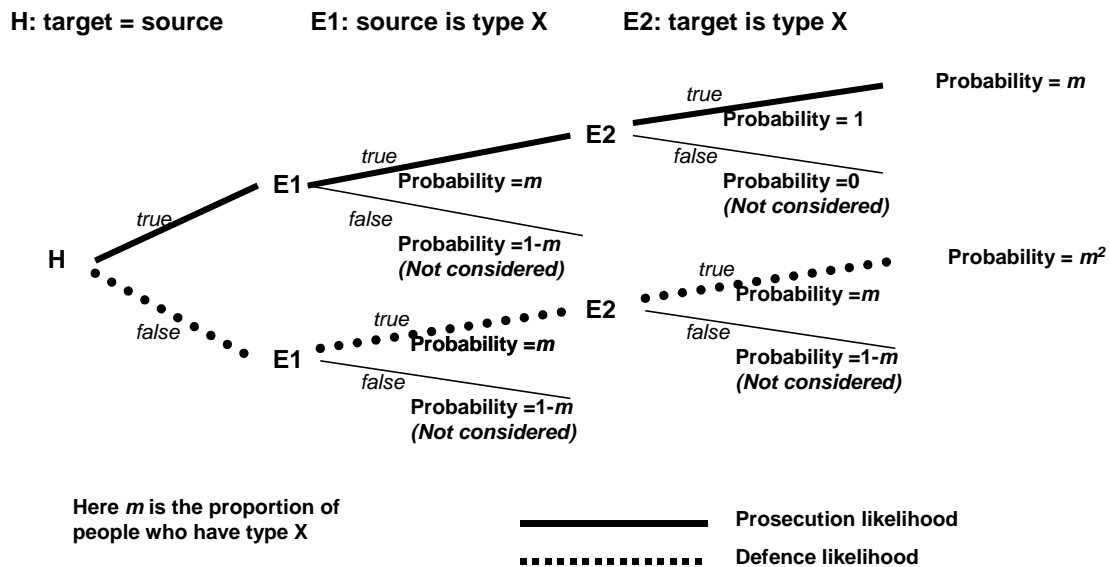 H: target = source E1: source is type X E2: target is type X
true
Probability = m
Probability = 1
E2
true
false
Probability =m
Probability =0
(Not considered)
E1
true
false
Probability =1-m
(Not considered)
H
true
Probability = m²
Probability =m
false
true
E2
Probability =m
false
E1
Probability =1-m
(Not considered)
false
Probability =1-m
(Not considered)
Here m is the proportion of
people who have type X
Prosecution likelihood
Defence likelihood